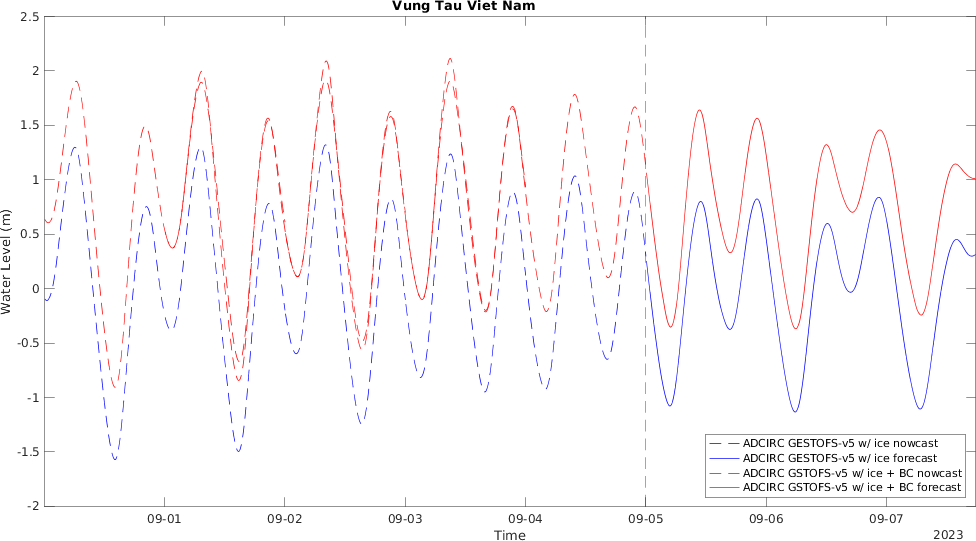 Vung Tau Viet Nam
2.5
2
1.5
1
0.5
0
-0.5
-1
-1.5
-2
Water Level (m)
ADCIRC GESTOFS-v5 w/ ice nowcast
ADCIRC GESTOFS-v5 w/ ice forecast
ADCIRC GSTOFS-v5 w/ ice + BC nowcast
ADCIRC GSTOFS-v5 w/ ice + BC forecast
09-01 09-02 09-03 09-04 09-05 09-06 09-07
Time
2023